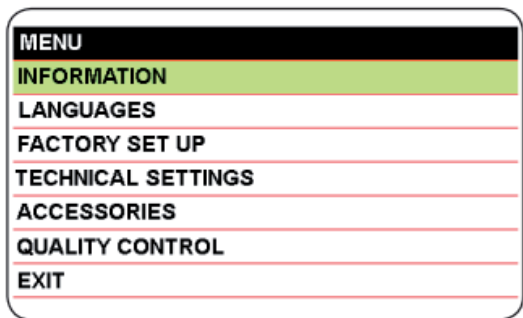 MENU
INFORMATION
LANGUAGES
FACTORY SET UP
TECHNICAL SETTINGS
ACCESSORIES
QUALITY CONTROL
EXIT